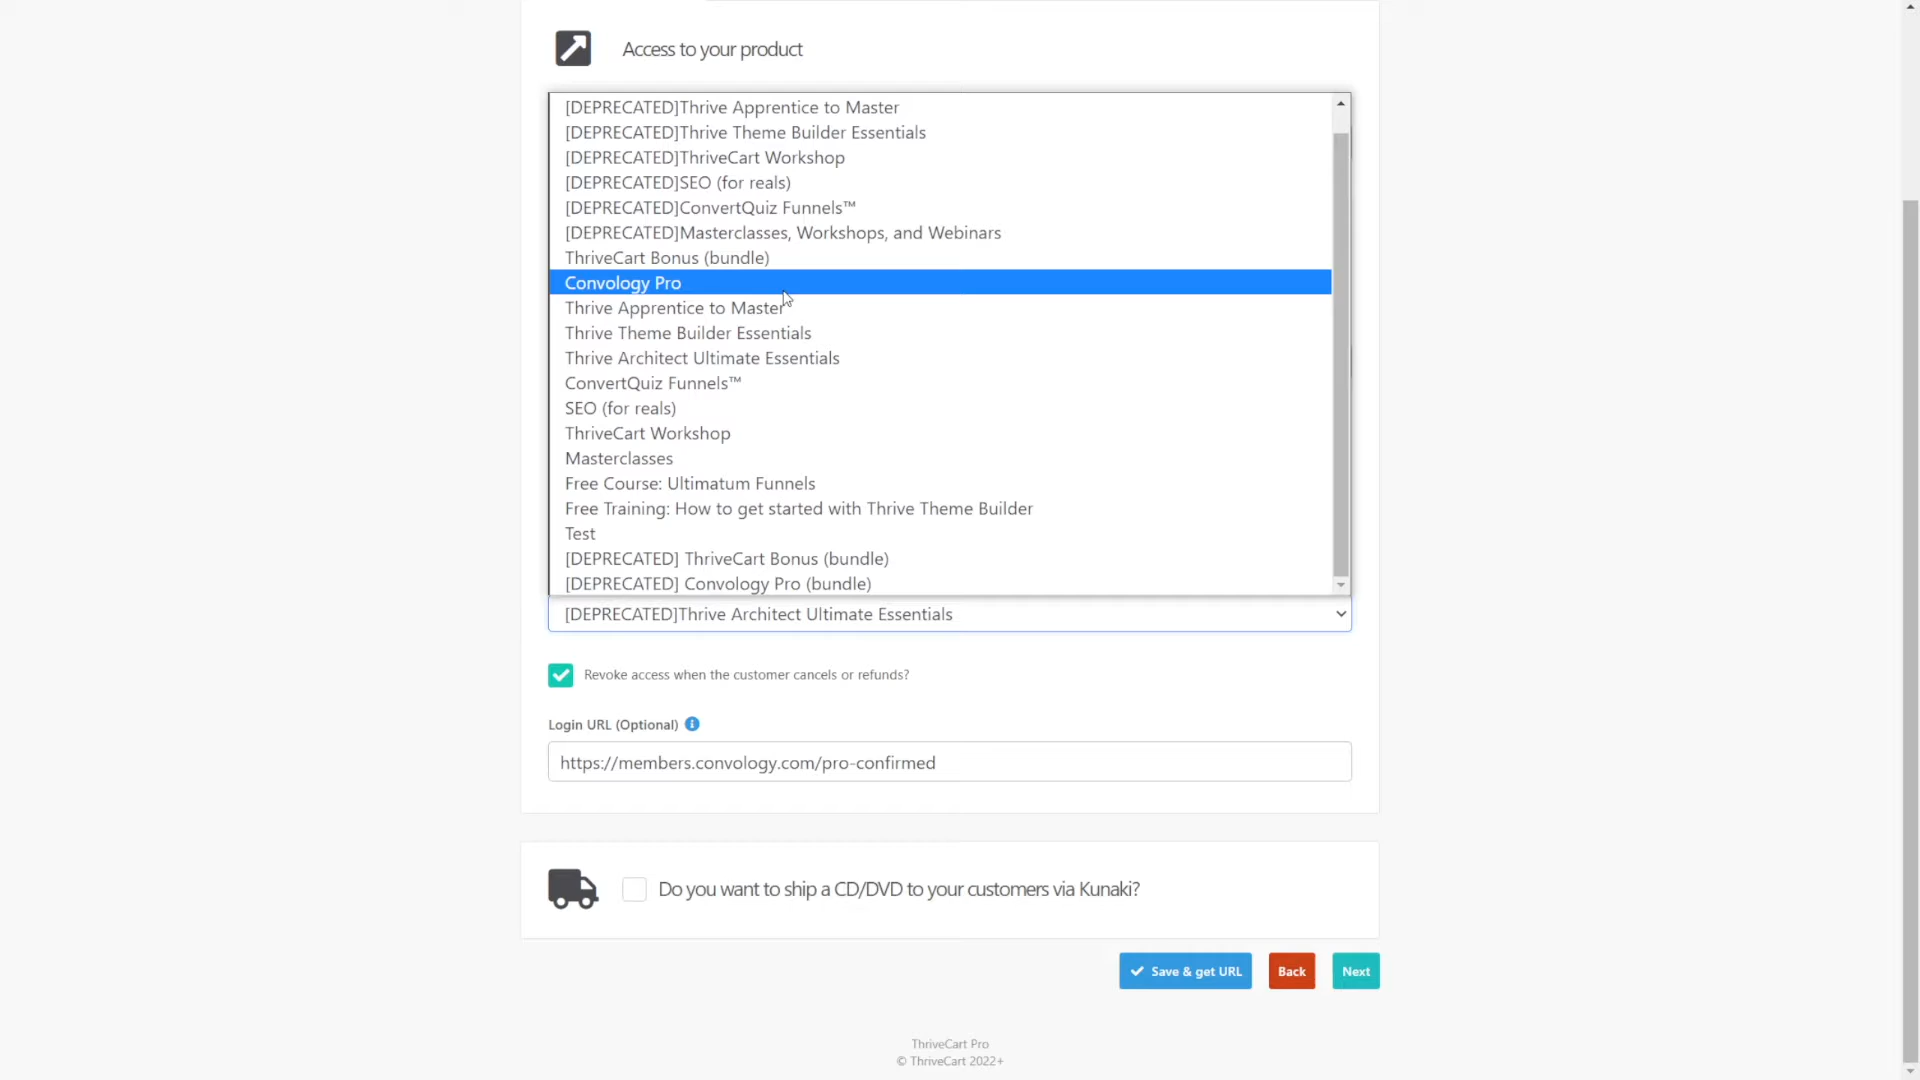 Access to your product
[DEPRECATED]Thrive Apprentice to Master
[DEPRECATED]Thrive Theme Builder Essentials
[DEPRECATED]ThriveCart Workshop
[DEPRECATED]SEO (for reals)
[DEPRECATED]ConvertQuiz Funnels™
[DEPRECATED]Masterclasses, Workshops, and Webinars
ThriveCart Bonus (bundle)
Convology Pro
Thrive Apprentice to Master
Thrive Theme Builder Essentials
Thrive Architect Ultimate Essentials
ConvertQuiz Funnels™
SEO (for reals)
ThriveCart Workshop
Masterclasses
Free Course: Ultimatum Funnels
Free Training: How to get started with Thrive Theme Builder
Test
[DEPRECATED] ThriveCart Bonus (bundle)
[DEPRECATED] Convology Pro (bundle)
[DEPRECATED]Thrive Architect Ultimate Essentials
Revoke access when the customer cancels or refunds?
Login URL (Optional)
https://members.convology.com/pro-confirmed
Do you want to ship a CD/DVD to your customers via Kunaki?
Save & get URL
Back
Next
ThriveCart Pro
© ThriveCart 2022+